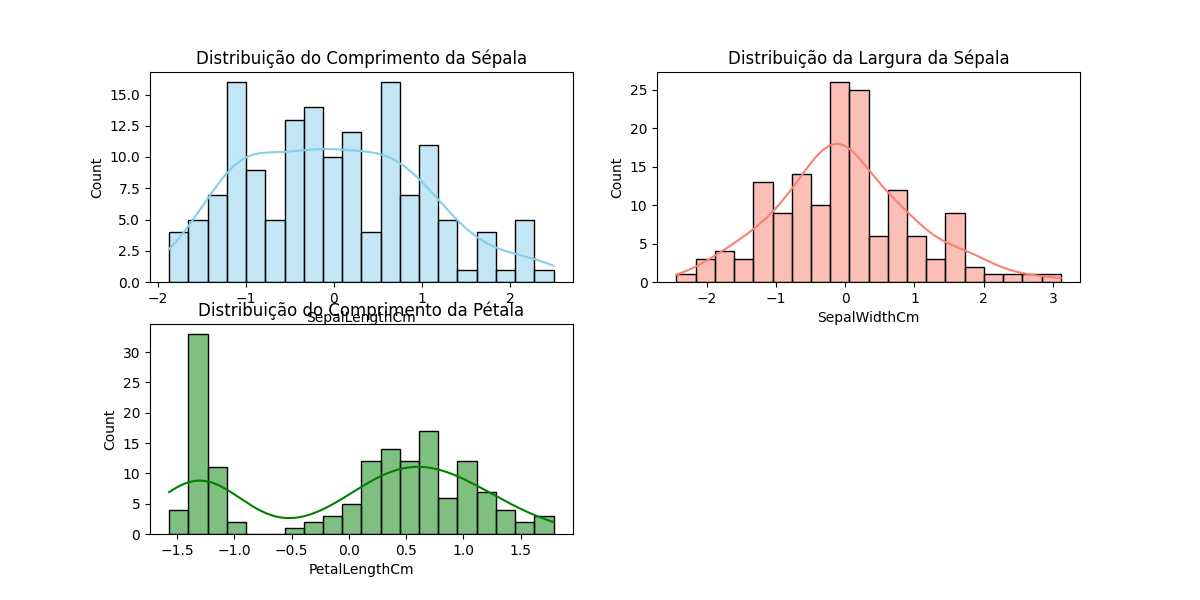 Distribuição do Comprimento da Sépala
15.0
12.5
10.0
7.5
5.0
2.5
0.0
Count
−2 −1 0 1 2
SepalLengthCm
Distribuição da Largura da Sépala
25
20
15
10
5
0
Count
−2 −1 0 1 2 3
SepalWidthCm
Distribuição do Comprimento da Pétala
30
25
20
15
10
5
0
Count
−1.5 −1.0 −0.5 0.0 0.5 1.0 1.5
PetalLengthCm